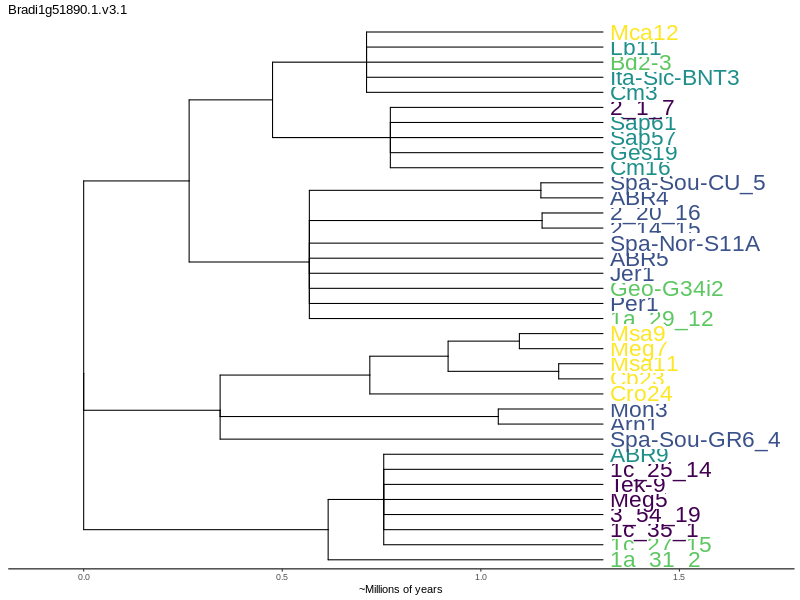 Bradi1g51890.1.v3.1
Mca12
Lb11
Bd2-3
Ita-Sic-BNT3
Cm3
2_1_7
Sap61
Sap57
Ges19
Cm16
Spa-Sou-CU_5
ABR4
2_20_16
2_14_15
Spa-Nor-S11A
ABR5
Jer1
Geo-G34i2
Per1
1a_29_12
Msa9
Meg7
Msa11
Cb23
Cro24
Mon3
Arn1
Spa-Sou-GR6_4
ABR9
1c_25_14
Tek-9
Meg5
3_54_19
1c_35_1
1c_27_15
1a_31_2
0.0 0.5 1.0 1.5
~Millions of years